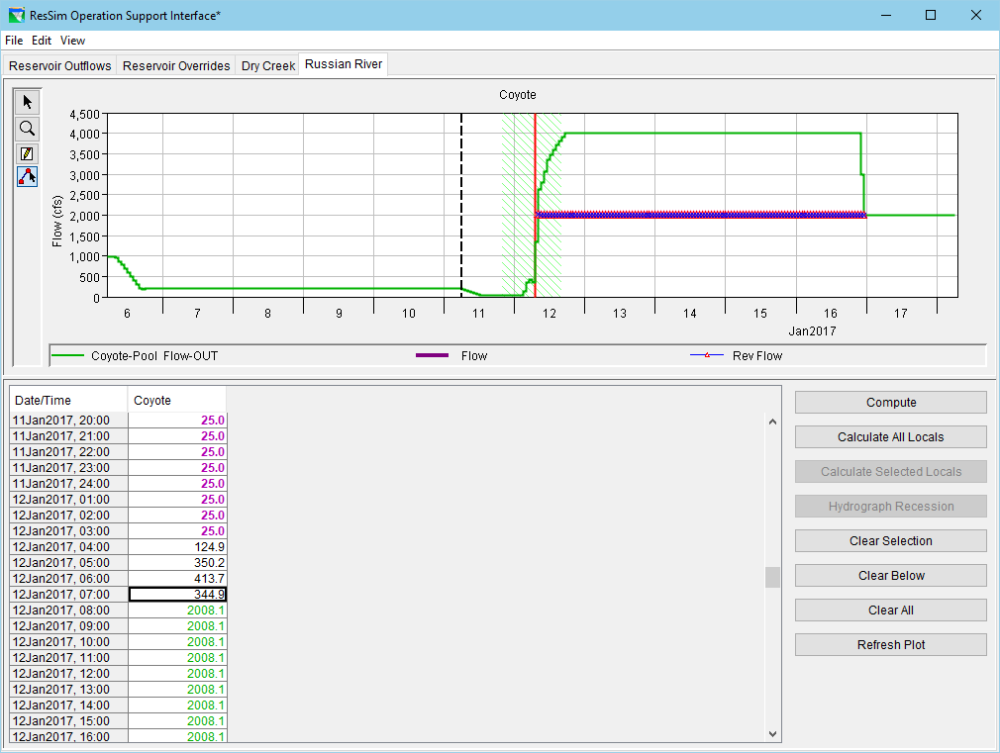 ResSim Operation Support Interface*
File Edit View
Reservoir Outflows Reservoir Overrides Dry Creek Russian River
Coyote
4,500
4,000
3,500
3,000
2,500
2,000
1,500
1,000
500
0
Flow (cfs)
6 7 8 9 10 11 12 13 14 15 16 17
Jan2017
Coyote-Pool Flow-OUT Flow Rev Flow
Date/Time Coyote
11Jan2017, 20:00 25.0
11Jan2017, 21:00 25.0
11Jan2017, 22:00 25.0
11Jan2017, 23:00 25.0
11Jan2017, 24:00 25.0
12Jan2017, 01:00 25.0
12Jan2017, 02:00 25.0
12Jan2017, 03:00 25.0
12Jan2017, 04:00 124.9
12Jan2017, 05:00 350.2
12Jan2017, 06:00 413.7
12Jan2017, 07:00 344.9
12Jan2017, 08:00 2008.1
12Jan2017, 09:00 2008.1
12Jan2017, 10:00 2008.1
12Jan2017, 11:00 2008.1
12Jan2017, 12:00 2008.1
12Jan2017, 13:00 2008.1
12Jan2017, 14:00 2008.1
12Jan2017, 15:00 2008.1
12Jan2017, 16:00 2008.1
Compute
Calculate All Locals
Calculate Selected Locals
Hydrograph Recession
Clear Selection
Clear Below
Clear All
Refresh Plot